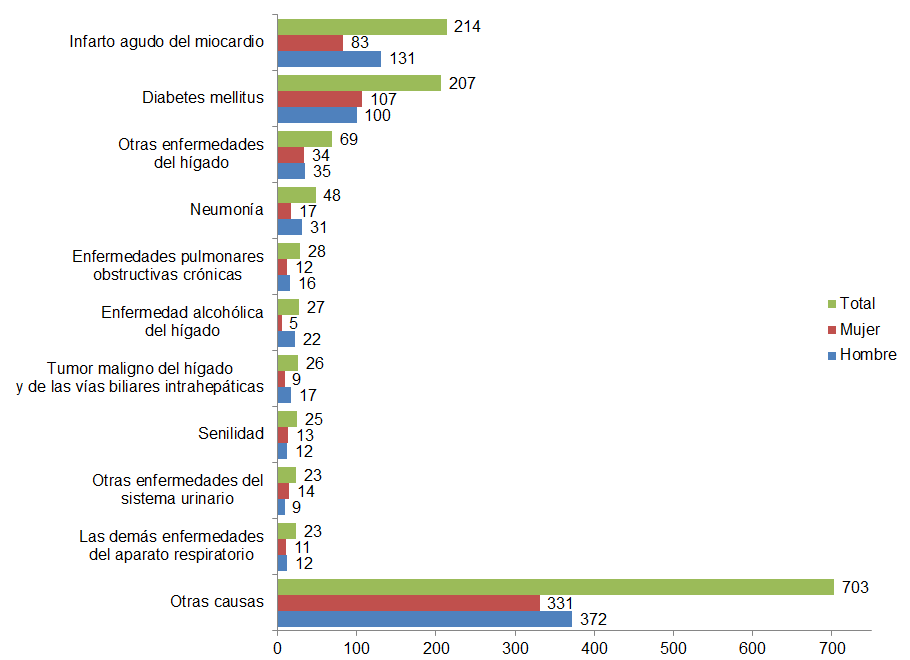 Infarto agudo del miocardio
214
83
131
Diabetes mellitus
207
107
100
Otras enfermedades
del hígado
69
34
35
Neumonía
48
17
31
Enfermedades pulmonares
obstructivas crónicas
28
12
16
Enfermedad alcohólica
del hígado
27
5
22
Tumor maligno del hígado
y de las vías biliares intrahepáticas
26
9
17
Senilidad
25
13
12
Otras enfermedades del
sistema urinario
23
14
9
Las demás enfermedades
del aparato respiratorio
23
11
12
Otras causas
703
331
372
0 100 200 300 400 500 600 700
Total
Mujer
Hombre